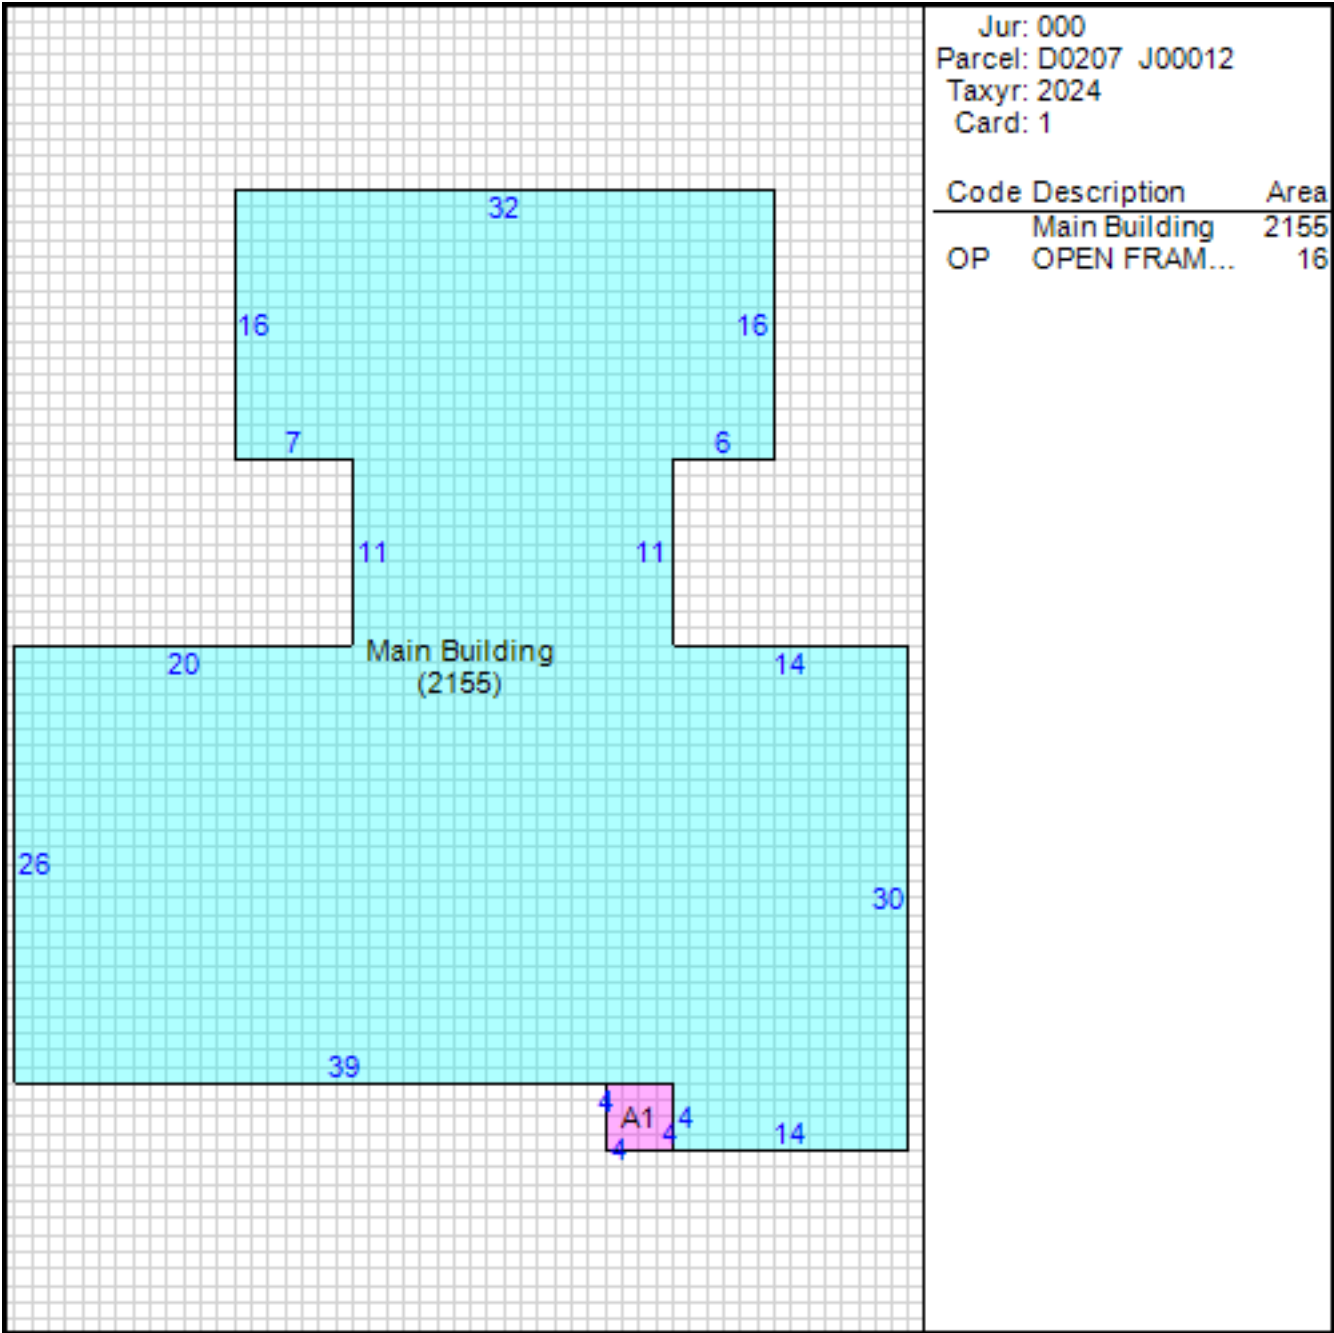 Jur: 000
Parcel: D0207 J00012
Taxyr: 2024
Card: 1
Code Description Area
Main Building 2155
OP OPEN FRAM... 16
32
16 16
7 6
11 11
Main Building
(2155)
20 14
26
30
39
4 A1 4
4 14
4